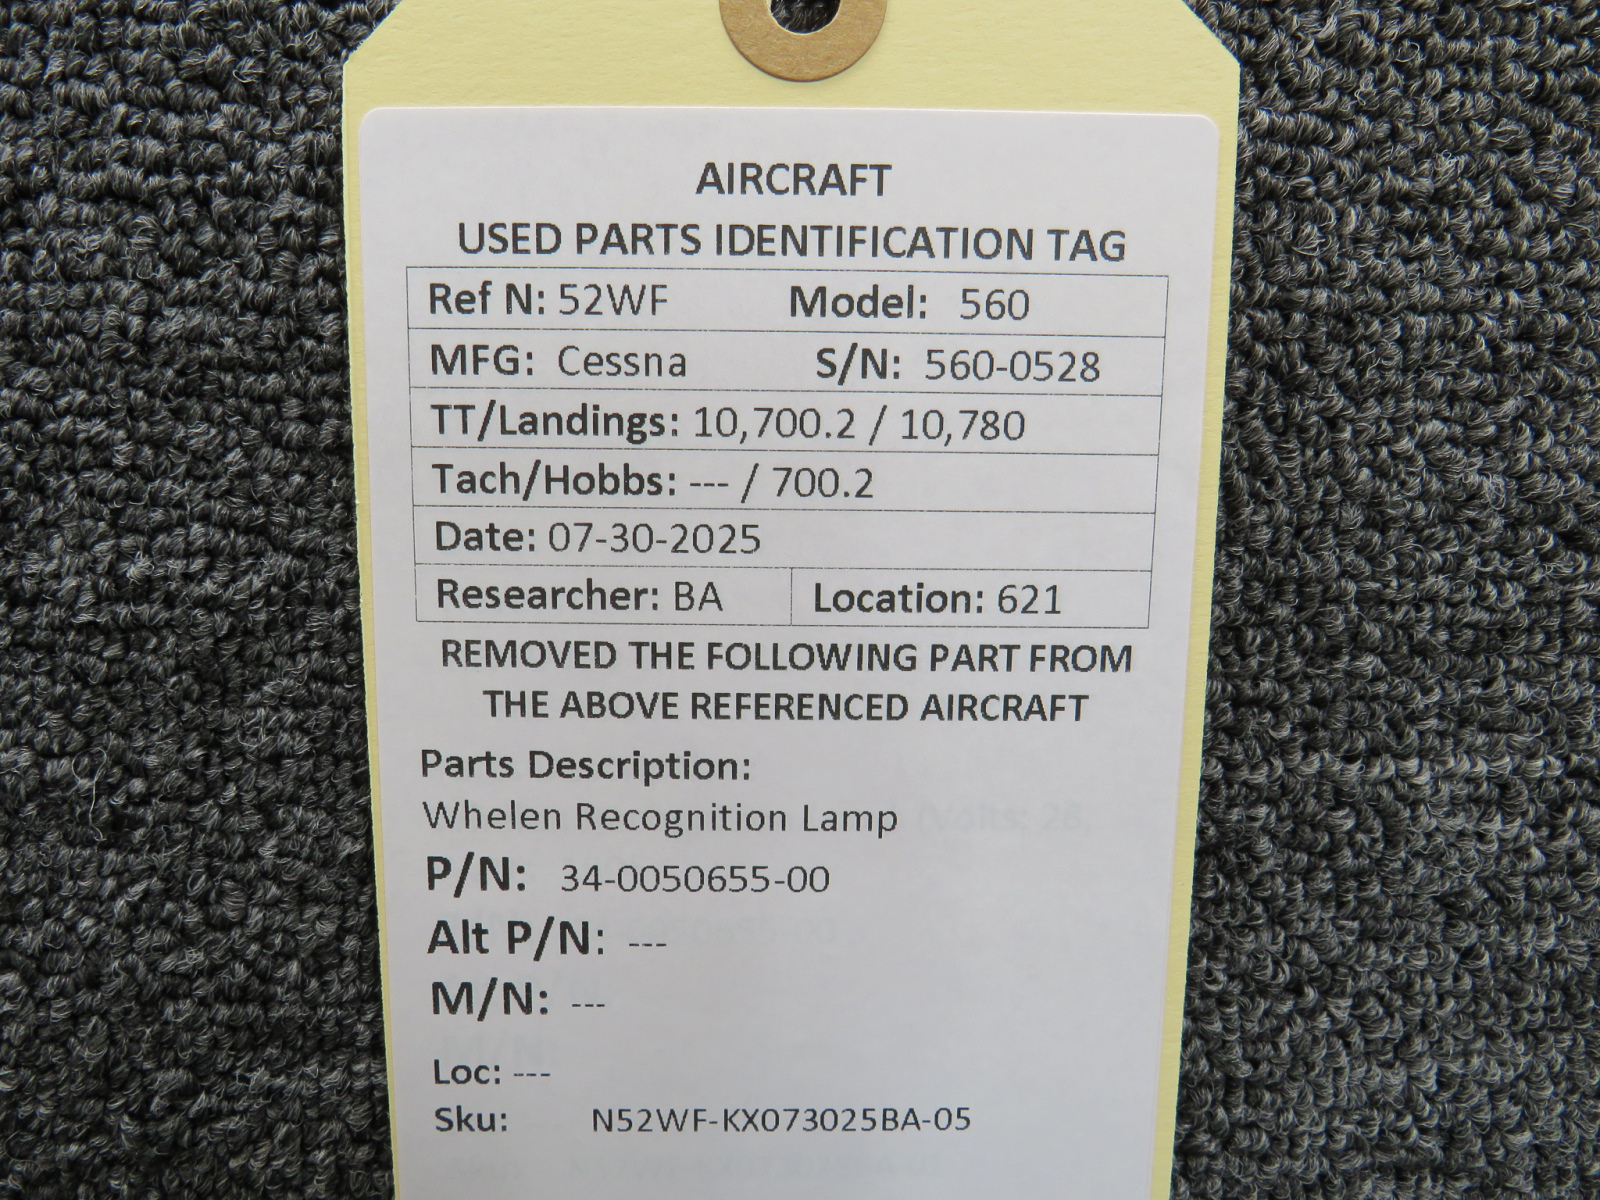 AIRCRAFT
USED PARTS IDENTIFICATION TAG
Ref N: 52WF Model: 560
MFG: Cessna S/N: 560-0528
TT/Landings: 10,700.2 / 10,780
Tach/Hobbs: --- / 700.2
Date: 07-30-2025
Researcher: BA Location: 621
REMOVED THE FOLLOWING PART FROM
THE ABOVE REFERENCED AIRCRAFT
Parts Description:
Whelen Recognition Lamp
P/N: 34-0050655-00
Alt P/N: ---
M/N: ---
Loc: ---
Sku: N52WF-KX073025BA-05